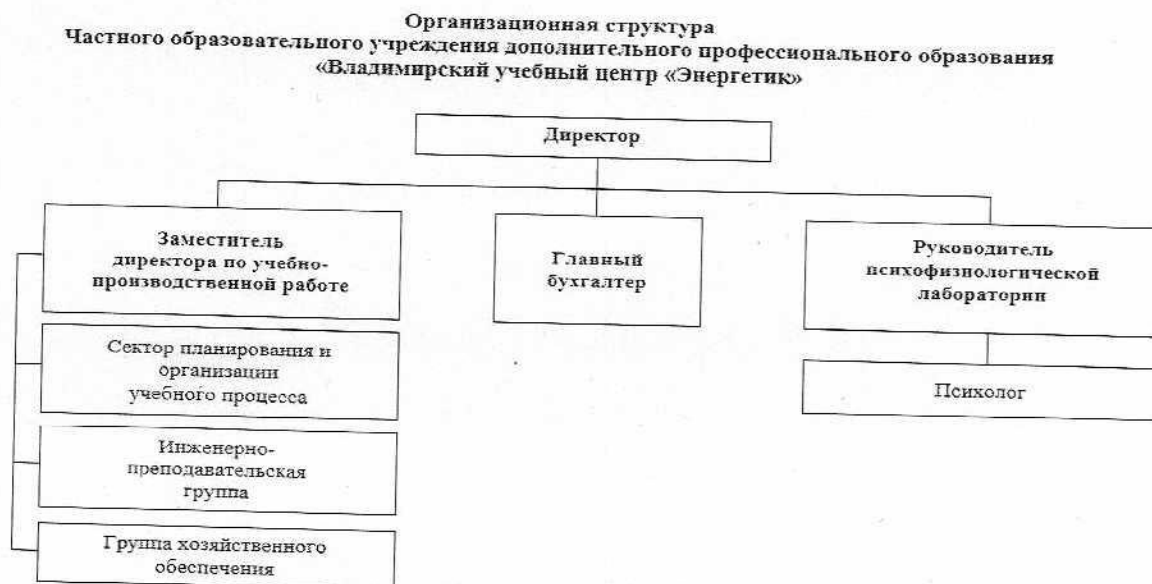 Организационная структура
Частного образовательного учреждения дополнительного профессионального образования
«Владимирский учебный центр «Энергетик»
Директор
Заместитель
директора по учебно-
производственной работе
Главный
бухгалтер
Руководитель
психофизиологической
лаборатории
Сектор планирования и
организации
учебного процесса
Психолог
Инженерно-
преподавательская
группа
Группа хозяйственного
обеспечения